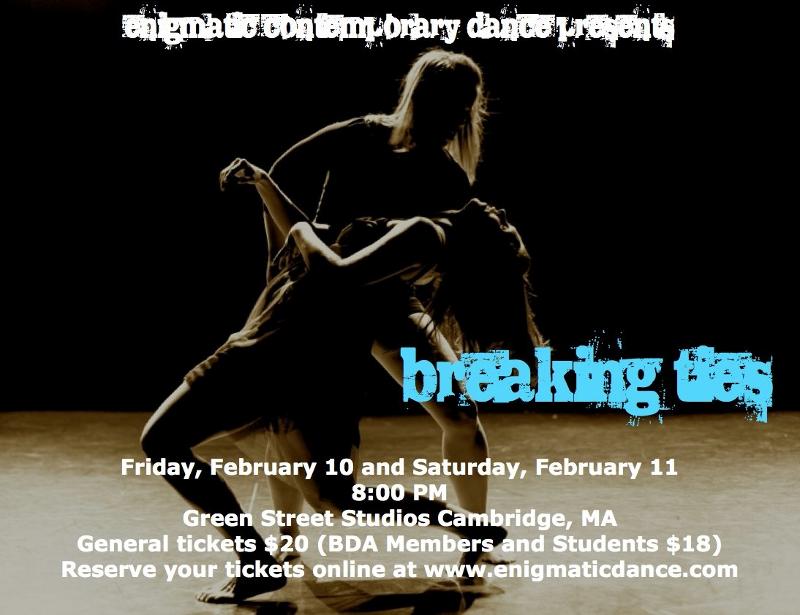 enigmatic contemporary dance presents
breaking ties
Friday, February 10 and Saturday, February 11
8:00 PM
Green Street Studios Cambridge, MA
General tickets $20 (BDA Members and Students $18)
Reserve your tickets online at www.enigmaticdance.com